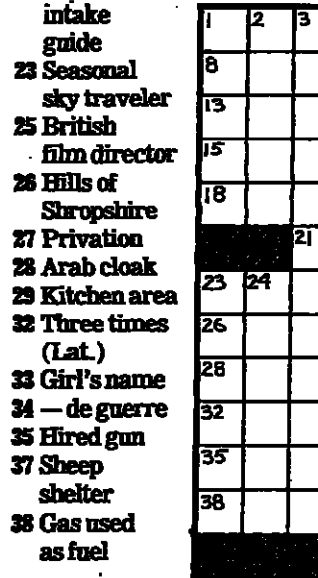 intake
guide
23 Seasonal
sky traveler
25 British
film director
26 Hills of
Shropshire
27 Privation
28 Arab cloak
29 Kitchen area
32 Three times
(Lat.)
33 Girl's name
34 — de guerre
35 Hired gun
37 Sheep
shelter
38 Gas used
as fuel
1 2 3
8
13
15
18
21
23 24
26
28
32
35
38